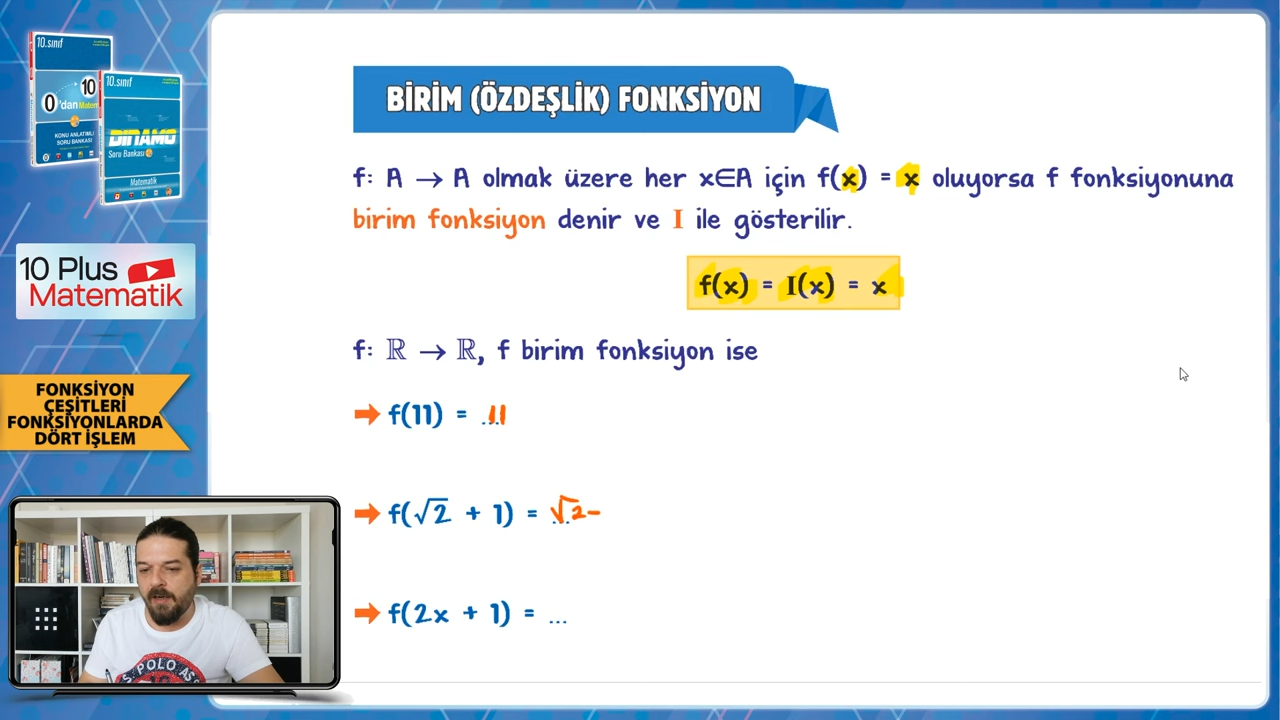 10.sınıf
0'dan
KONU ANLATIMLI
SORU BANKASI
10.sınıf
DİNAMO
Soru Bankası
Matematik
10 Plus
Matematik
FONKSİYON
ÇEŞİTLERİ
FONKSİYONLARDA
DÖRT İŞLEM
BİRİM (ÖZDEŞLİK) FONKSİYON
f: A → A olmak üzere her x∈A için f(x) = x oluyorsa f fonksiyonuna
birim fonksiyon denir ve I ile gösterilir.
f(x) = I(x) = x
f: ℝ → ℝ, f birim fonksiyon ise
➡ f(11) = ...11
➡ f(√2 + 1) = ...√2-
➡ f(2x + 1) = ...
U.S. POLO AS